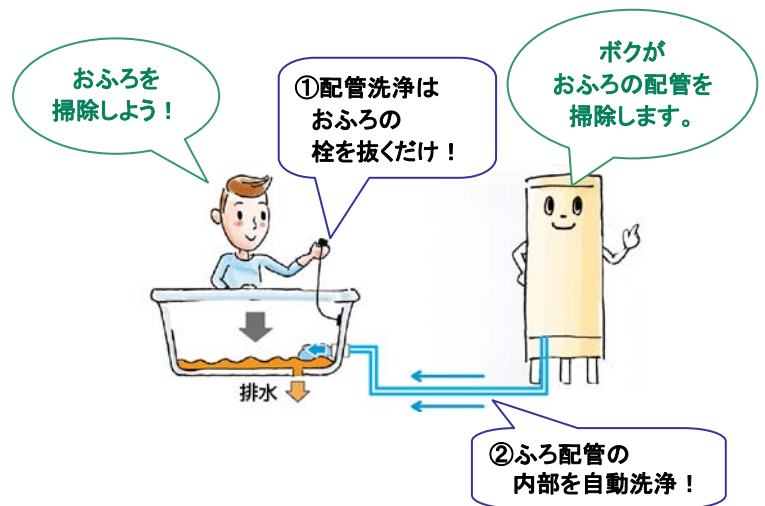 おふろを
掃除しよう！
①配管洗浄は
おふろの
栓を抜くだけ！
ボクが
おふろの配管を
掃除します。
排水
②ふろ配管の
内部を自動洗浄！